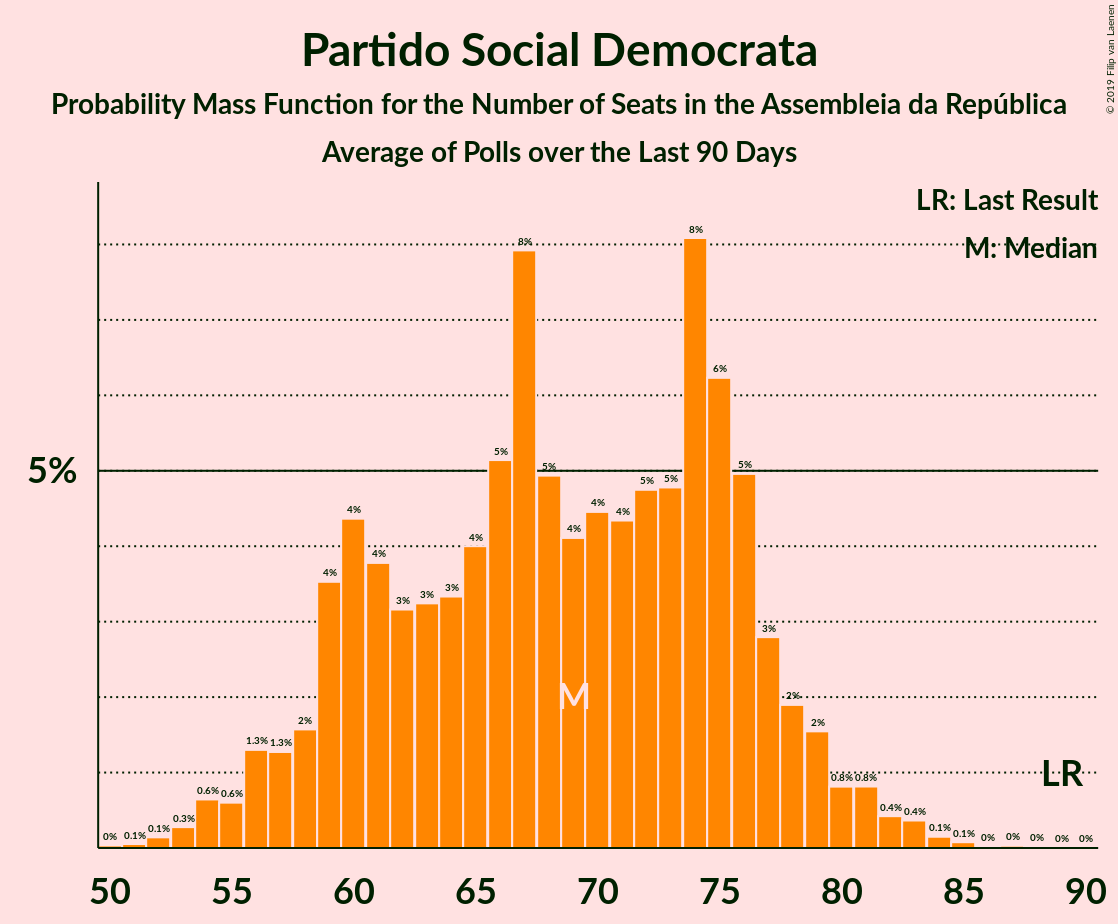 Partido Social Democrata
Probability Mass Function for the Number of Seats in the Assembleia da República
Average of Polls over the Last 90 Days
© 2019 Filip van Laenen
LR: Last Result
M: Median
5%
0% 0.1% 0.1% 0.3% 0.6% 0.6% 1.3% 1.3% 2% 4% 4% 4% 3% 3% 3% 4% 5% 8% 5% 4% 4% 4% 5% 5% 8% 6% 5% 3% 2% 2% 0.8% 0.8% 0.4% 0.4% 0.1% 0.1% 0% 0% 0% 0% 0%
M
LR
50 55 60 65 70 75 80 85 90